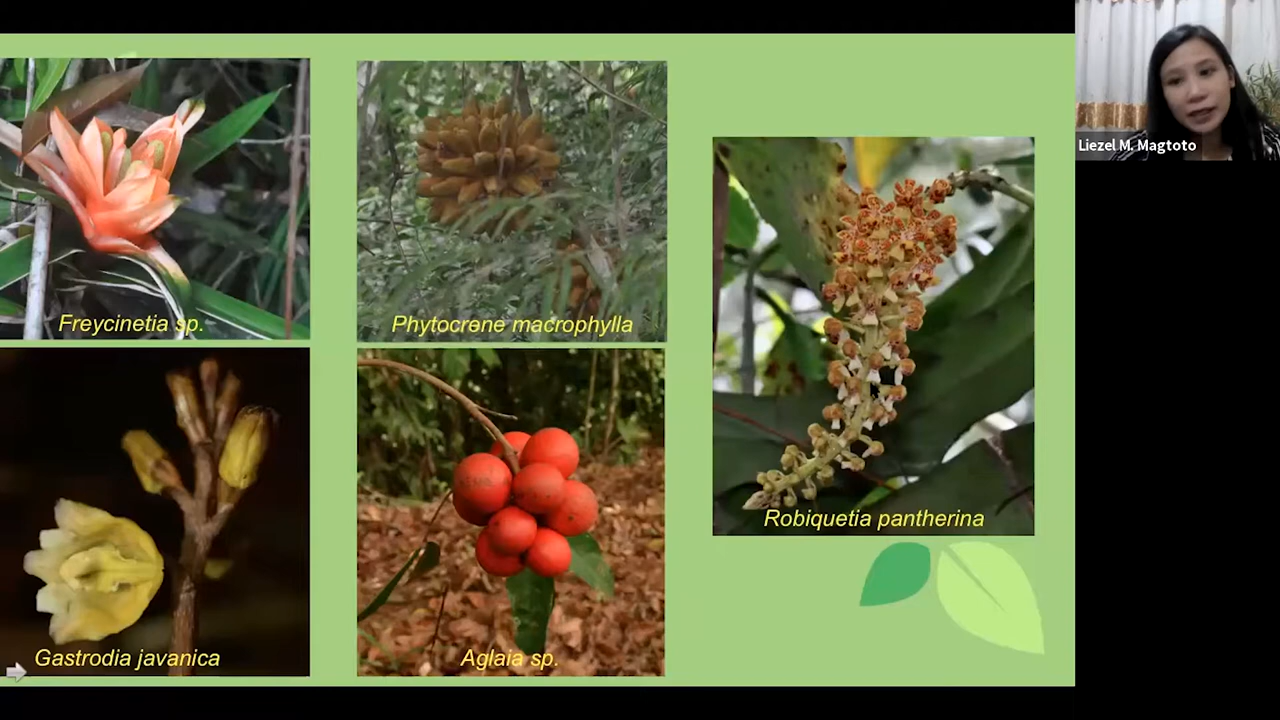 Liezel M. Magtoto
Freycinetia sp.
Phytocrene macrophylla
Robiquetia pantherina
Gastrodia javanica
Aglaia sp.